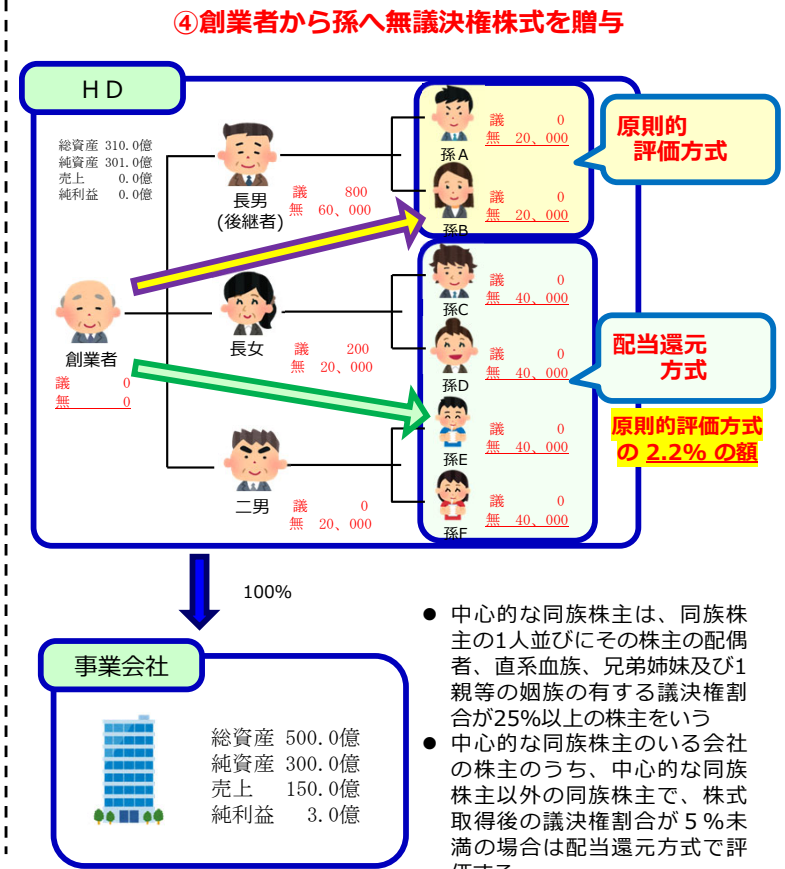 ④創業者から孫へ無議決権株式を贈与
ＨＤ
総資産 310.0億
純資産 301.0億
売上 0.0億
純利益 0.0億
創業者
議 0
無 0
長男
(後継者)
議 800
無 60、000
長女
議 200
無 20、000
二男
議 0
無 20、000
孫A
議 0
無 20、000
孫B
議 0
無 20、000
孫C
議 0
無 40、000
孫D
議 0
無 40、000
孫E
議 0
無 40、000
孫F
議 0
無 40、000
原則的
評価方式
配当還元
方式
原則的評価方式
の 2.2% の額
100%
事業会社
総資産 500.0億
純資産 300.0億
売上 150.0億
純利益 3.0億
● 中心的な同族株主は、同族株
主の1人並びにその株主の配偶
者、直系血族、兄弟姉妹及び1
親等の姻族の有する議決権割
合が25%以上の株主をいう
● 中心的な同族株主のいる会社
の株主のうち、中心的な同族
株主以外の同族株主で、株式
取得後の議決権割合が５%未
満の場合は配当還元方式で評
価する